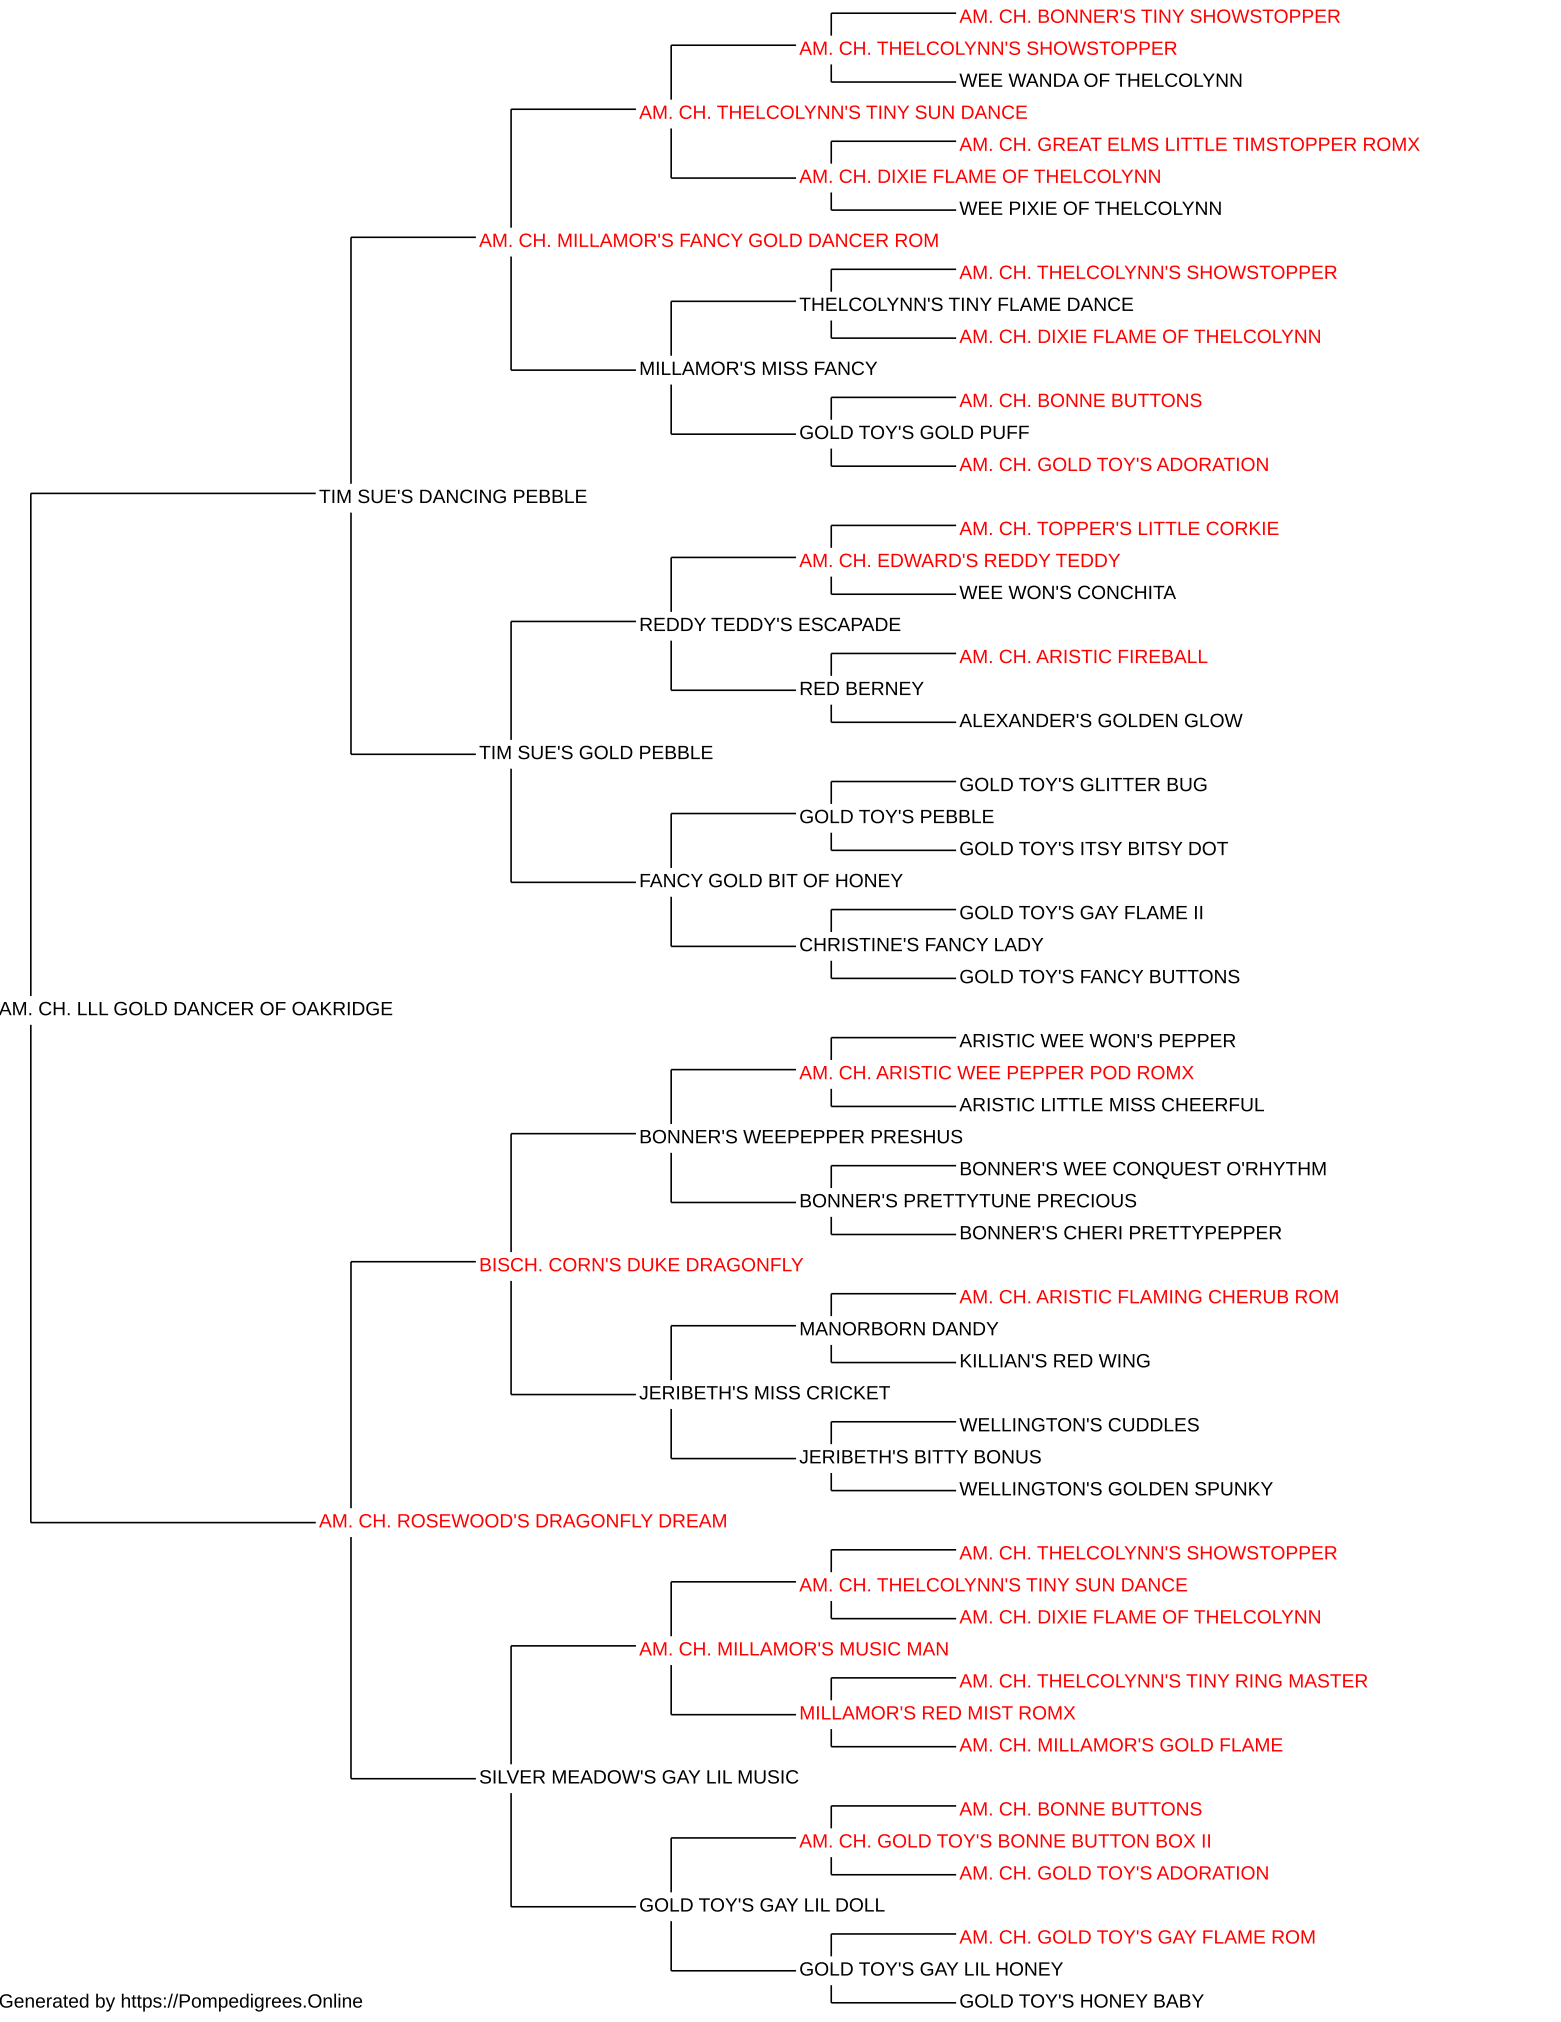 AM. CH. BONNER'S TINY SHOWSTOPPER
AM. CH. THELCOLYNN'S SHOWSTOPPER
WEE WANDA OF THELCOLYNN
AM. CH. THELCOLYNN'S TINY SUN DANCE
AM. CH. GREAT ELMS LITTLE TIMSTOPPER ROMX
AM. CH. DIXIE FLAME OF THELCOLYNN
WEE PIXIE OF THELCOLYNN
AM. CH. MILLAMOR'S FANCY GOLD DANCER ROM
AM. CH. THELCOLYNN'S SHOWSTOPPER
THELCOLYNN'S TINY FLAME DANCE
AM. CH. DIXIE FLAME OF THELCOLYNN
MILLAMOR'S MISS FANCY
AM. CH. BONNE BUTTONS
GOLD TOY'S GOLD PUFF
AM. CH. GOLD TOY'S ADORATION
TIM SUE'S DANCING PEBBLE
AM. CH. TOPPER'S LITTLE CORKIE
AM. CH. EDWARD'S REDDY TEDDY
WEE WON'S CONCHITA
REDDY TEDDY'S ESCAPADE
AM. CH. ARISTIC FIREBALL
RED BERNEY
ALEXANDER'S GOLDEN GLOW
TIM SUE'S GOLD PEBBLE
GOLD TOY'S GLITTER BUG
GOLD TOY'S PEBBLE
GOLD TOY'S ITSY BITSY DOT
FANCY GOLD BIT OF HONEY
GOLD TOY'S GAY FLAME II
CHRISTINE'S FANCY LADY
GOLD TOY'S FANCY BUTTONS
AM. CH. LLL GOLD DANCER OF OAKRIDGE
ARISTIC WEE WON'S PEPPER
AM. CH. ARISTIC WEE PEPPER POD ROMX
ARISTIC LITTLE MISS CHEERFUL
BONNER'S WEEPEPPER PRESHUS
BONNER'S WEE CONQUEST O'RHYTHM
BONNER'S PRETTYTUNE PRECIOUS
BONNER'S CHERI PRETTYPEPPER
BISCH. CORN'S DUKE DRAGONFLY
AM. CH. ARISTIC FLAMING CHERUB ROM
MANORBORN DANDY
KILLIAN'S RED WING
JERIBETH'S MISS CRICKET
WELLINGTON'S CUDDLES
JERIBETH'S BITTY BONUS
WELLINGTON'S GOLDEN SPUNKY
AM. CH. ROSEWOOD'S DRAGONFLY DREAM
AM. CH. THELCOLYNN'S SHOWSTOPPER
AM. CH. THELCOLYNN'S TINY SUN DANCE
AM. CH. DIXIE FLAME OF THELCOLYNN
AM. CH. MILLAMOR'S MUSIC MAN
AM. CH. THELCOLYNN'S TINY RING MASTER
MILLAMOR'S RED MIST ROMX
AM. CH. MILLAMOR'S GOLD FLAME
SILVER MEADOW'S GAY LIL MUSIC
AM. CH. BONNE BUTTONS
AM. CH. GOLD TOY'S BONNE BUTTON BOX II
AM. CH. GOLD TOY'S ADORATION
GOLD TOY'S GAY LIL DOLL
AM. CH. GOLD TOY'S GAY FLAME ROM
GOLD TOY'S GAY LIL HONEY
GOLD TOY'S HONEY BABY
Generated by https://Pompedigrees.Online